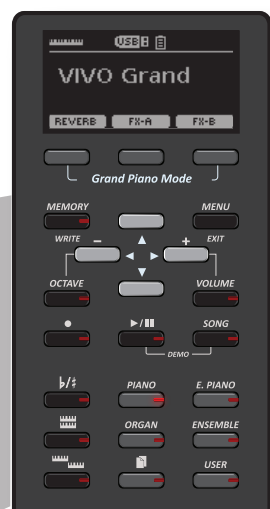 USB
VIVO Grand
REVERB FX-A FX-B
Grand Piano Mode
MEMORY MENU
WRITE − + EXIT
OCTAVE VOLUME
SONG
DEMO
♭/♯ PIANO E. PIANO
ORGAN ENSEMBLE
USER